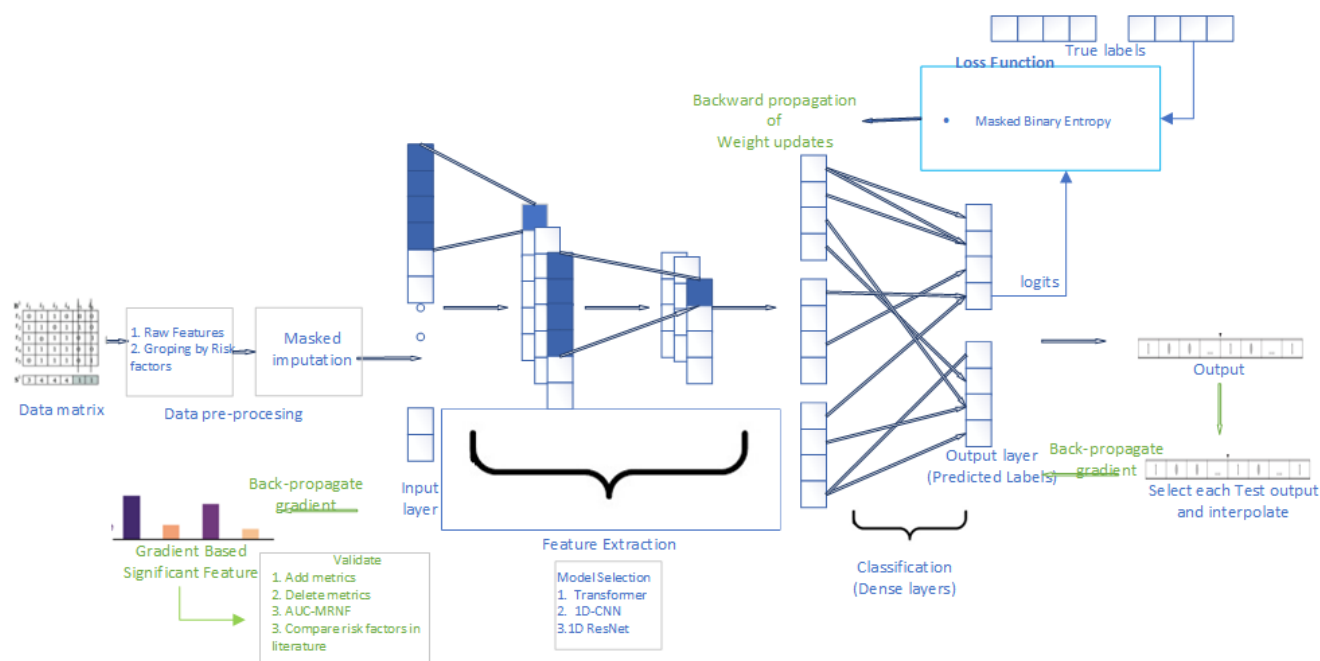 True labels
Loss Function
Backward propagation
of
Weight updates
• Masked Binary Entropy
logits
1. Raw Features
2. Groping by Risk
factors
Masked
imputation
Data matrix
Data pre-procesing
Output
Input
layer
Output layer
(Predicted Labels)
Back-propagate
gradient
Select each Test output
and interpolate
Back-propagate
gradient
Feature Extraction
Gradient Based
Significant Feature
Validate
1. Add metrics
2. Delete metrics
3. AUC-MRNF
3. Compare risk factors in
literature
Model Selection
1. Transformer
2. 1D-CNN
3.1D ResNet
Classification
(Dense layers)